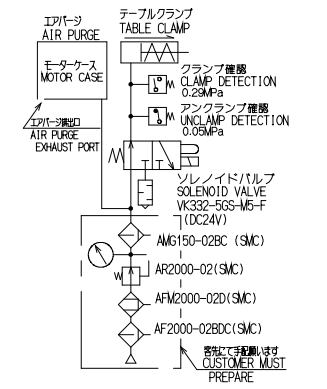 テーブルクランプ
TABLE CLAMP
エアパージ
AIR PURGE
モーターケース
MOTOR CASE
クランプ確認
CLAMP DETECTION
0.29MPa
アンクランプ確認
UNCLAMP DETECTION
0.05MPa
エアパージ排出口
AIR PURGE
EXHAUST PORT
ソレノイドバルブ
SOLENOID VALVE
VK332-5GS-M5-F
(DC24V)
AMG150-02BC (SMC)
AR2000-02(SMC)
W
AFM2000-02D(SMC)
AF2000-02BDC(SMC)
客先にて手配願います
CUSTOMER MUST
PREPARE